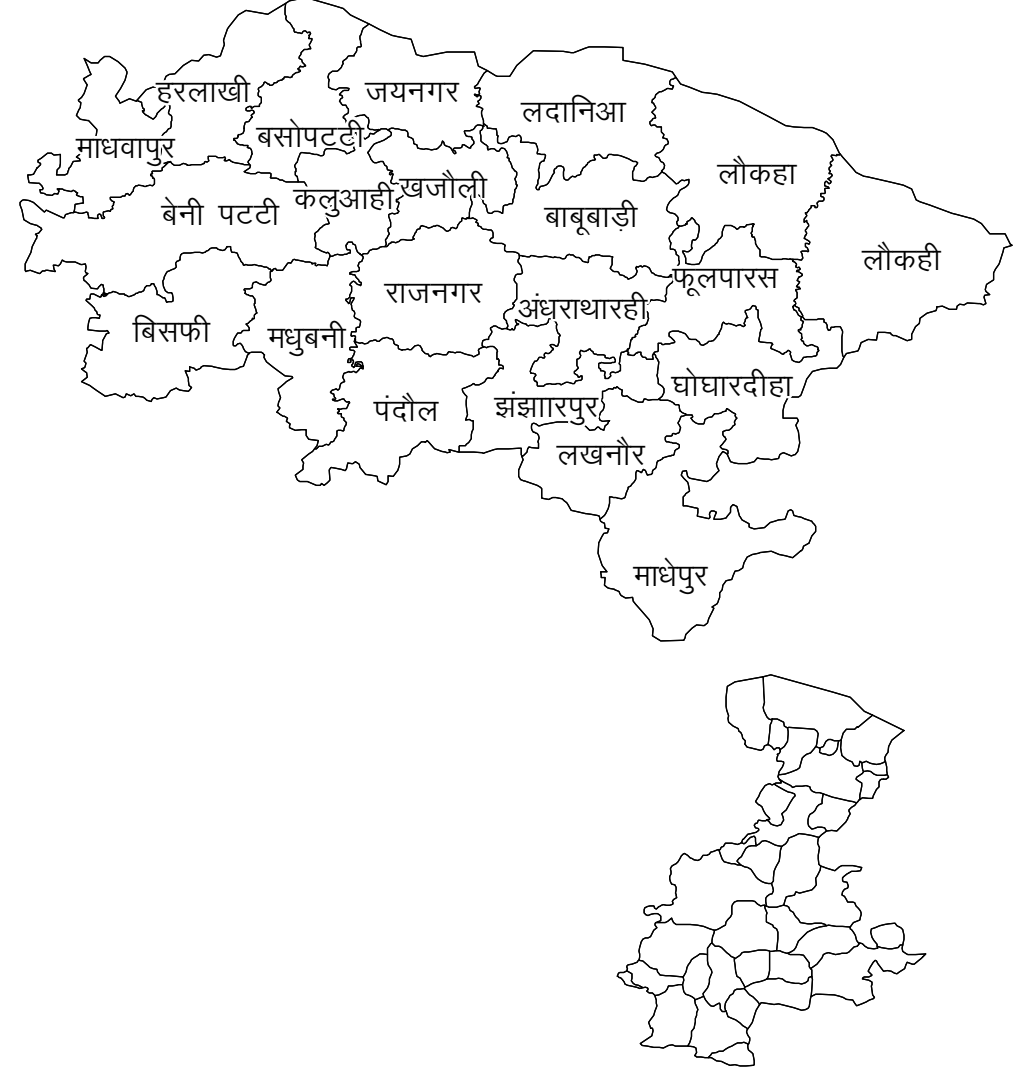 हरलाखी
जयनगर
लदानिआ
बसोपटटी
माधवापुर
लौकहा
केलुआही
खजौली
बेनी पटटी
बाबूबाड़ी
लौकही
फूलपारस
राजनगर
अंधराथारही
बिसफी
मधुबनी
घोघारदीहा
पंदौल
झंझाारपुर
लखनौर
माधेपुर